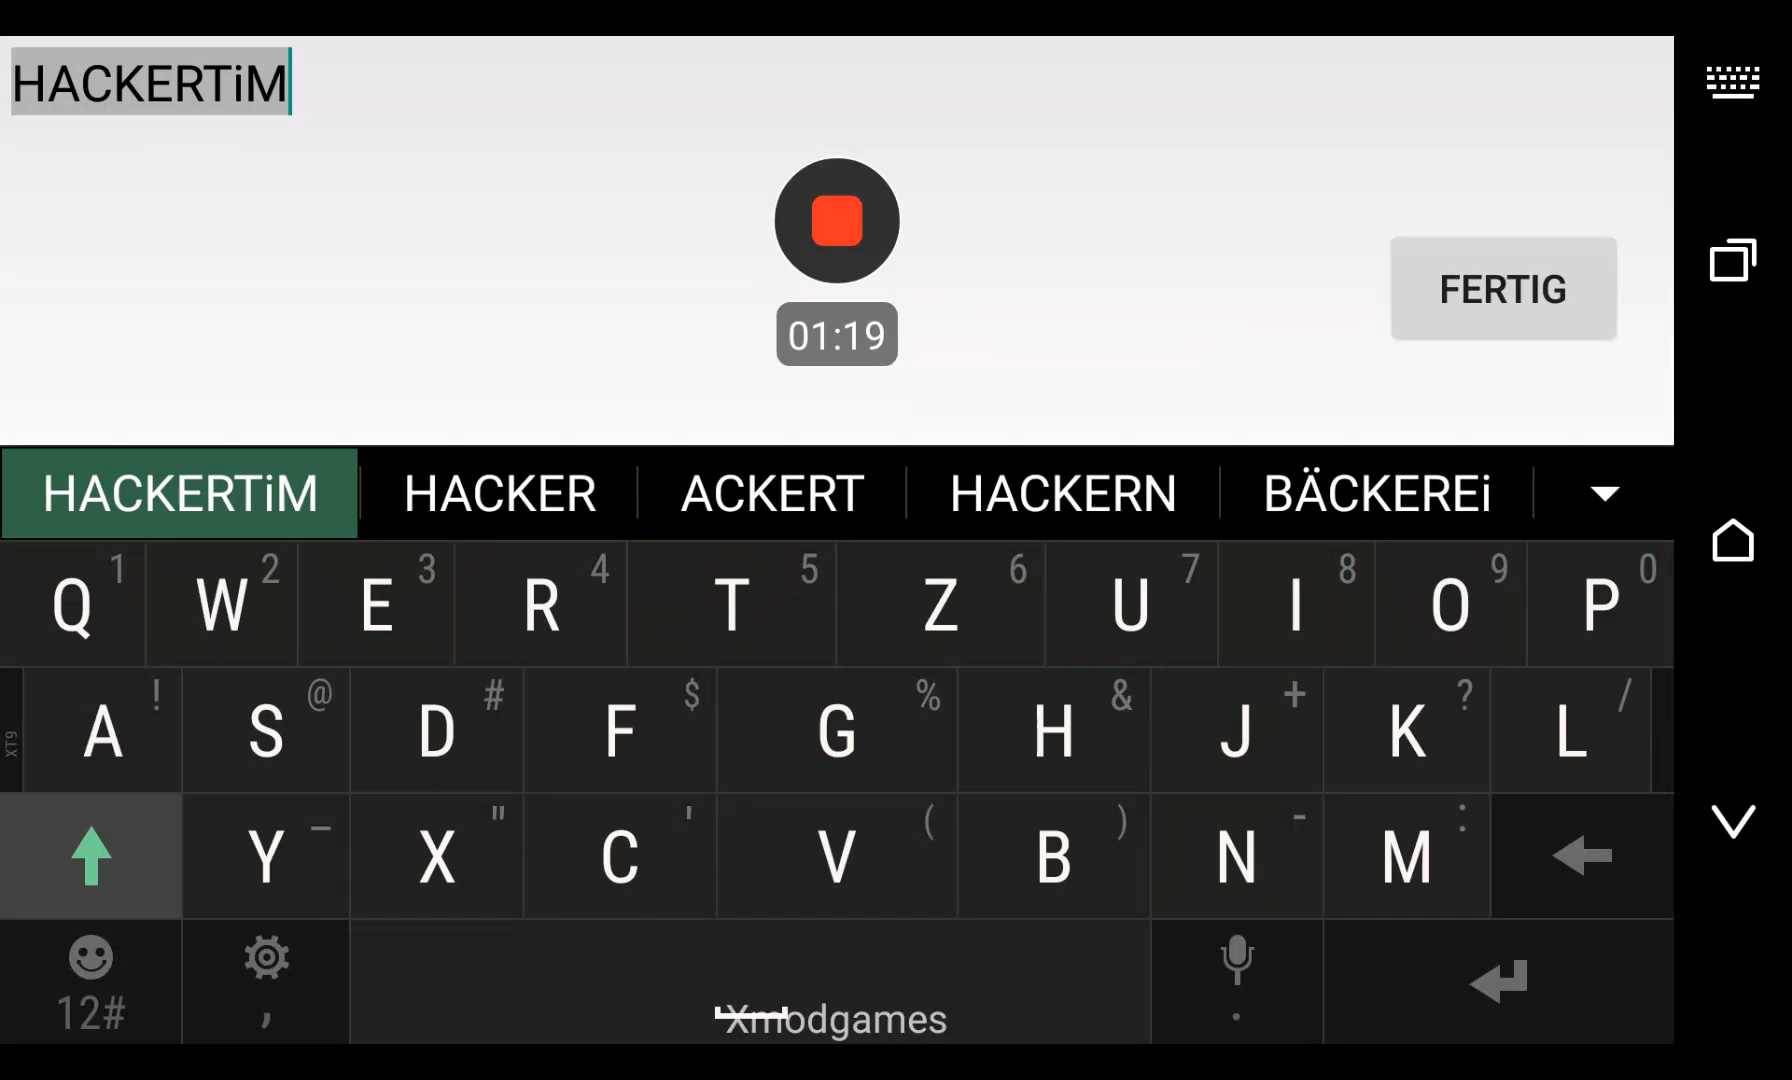 HACKERTiM
01:19
FERTIG
HACKERTiM HACKER ACKERT HACKERN BÄCKEREi
Q 1 W 2 E 3 R 4 T 5 Z 6 U 7 I 8 O 9 P 0
XT9 A ! S @ D # F $ G % H & J + K ? L /
Y _ X " C ' V ( B ) N - M :
12# , Xmodgames .